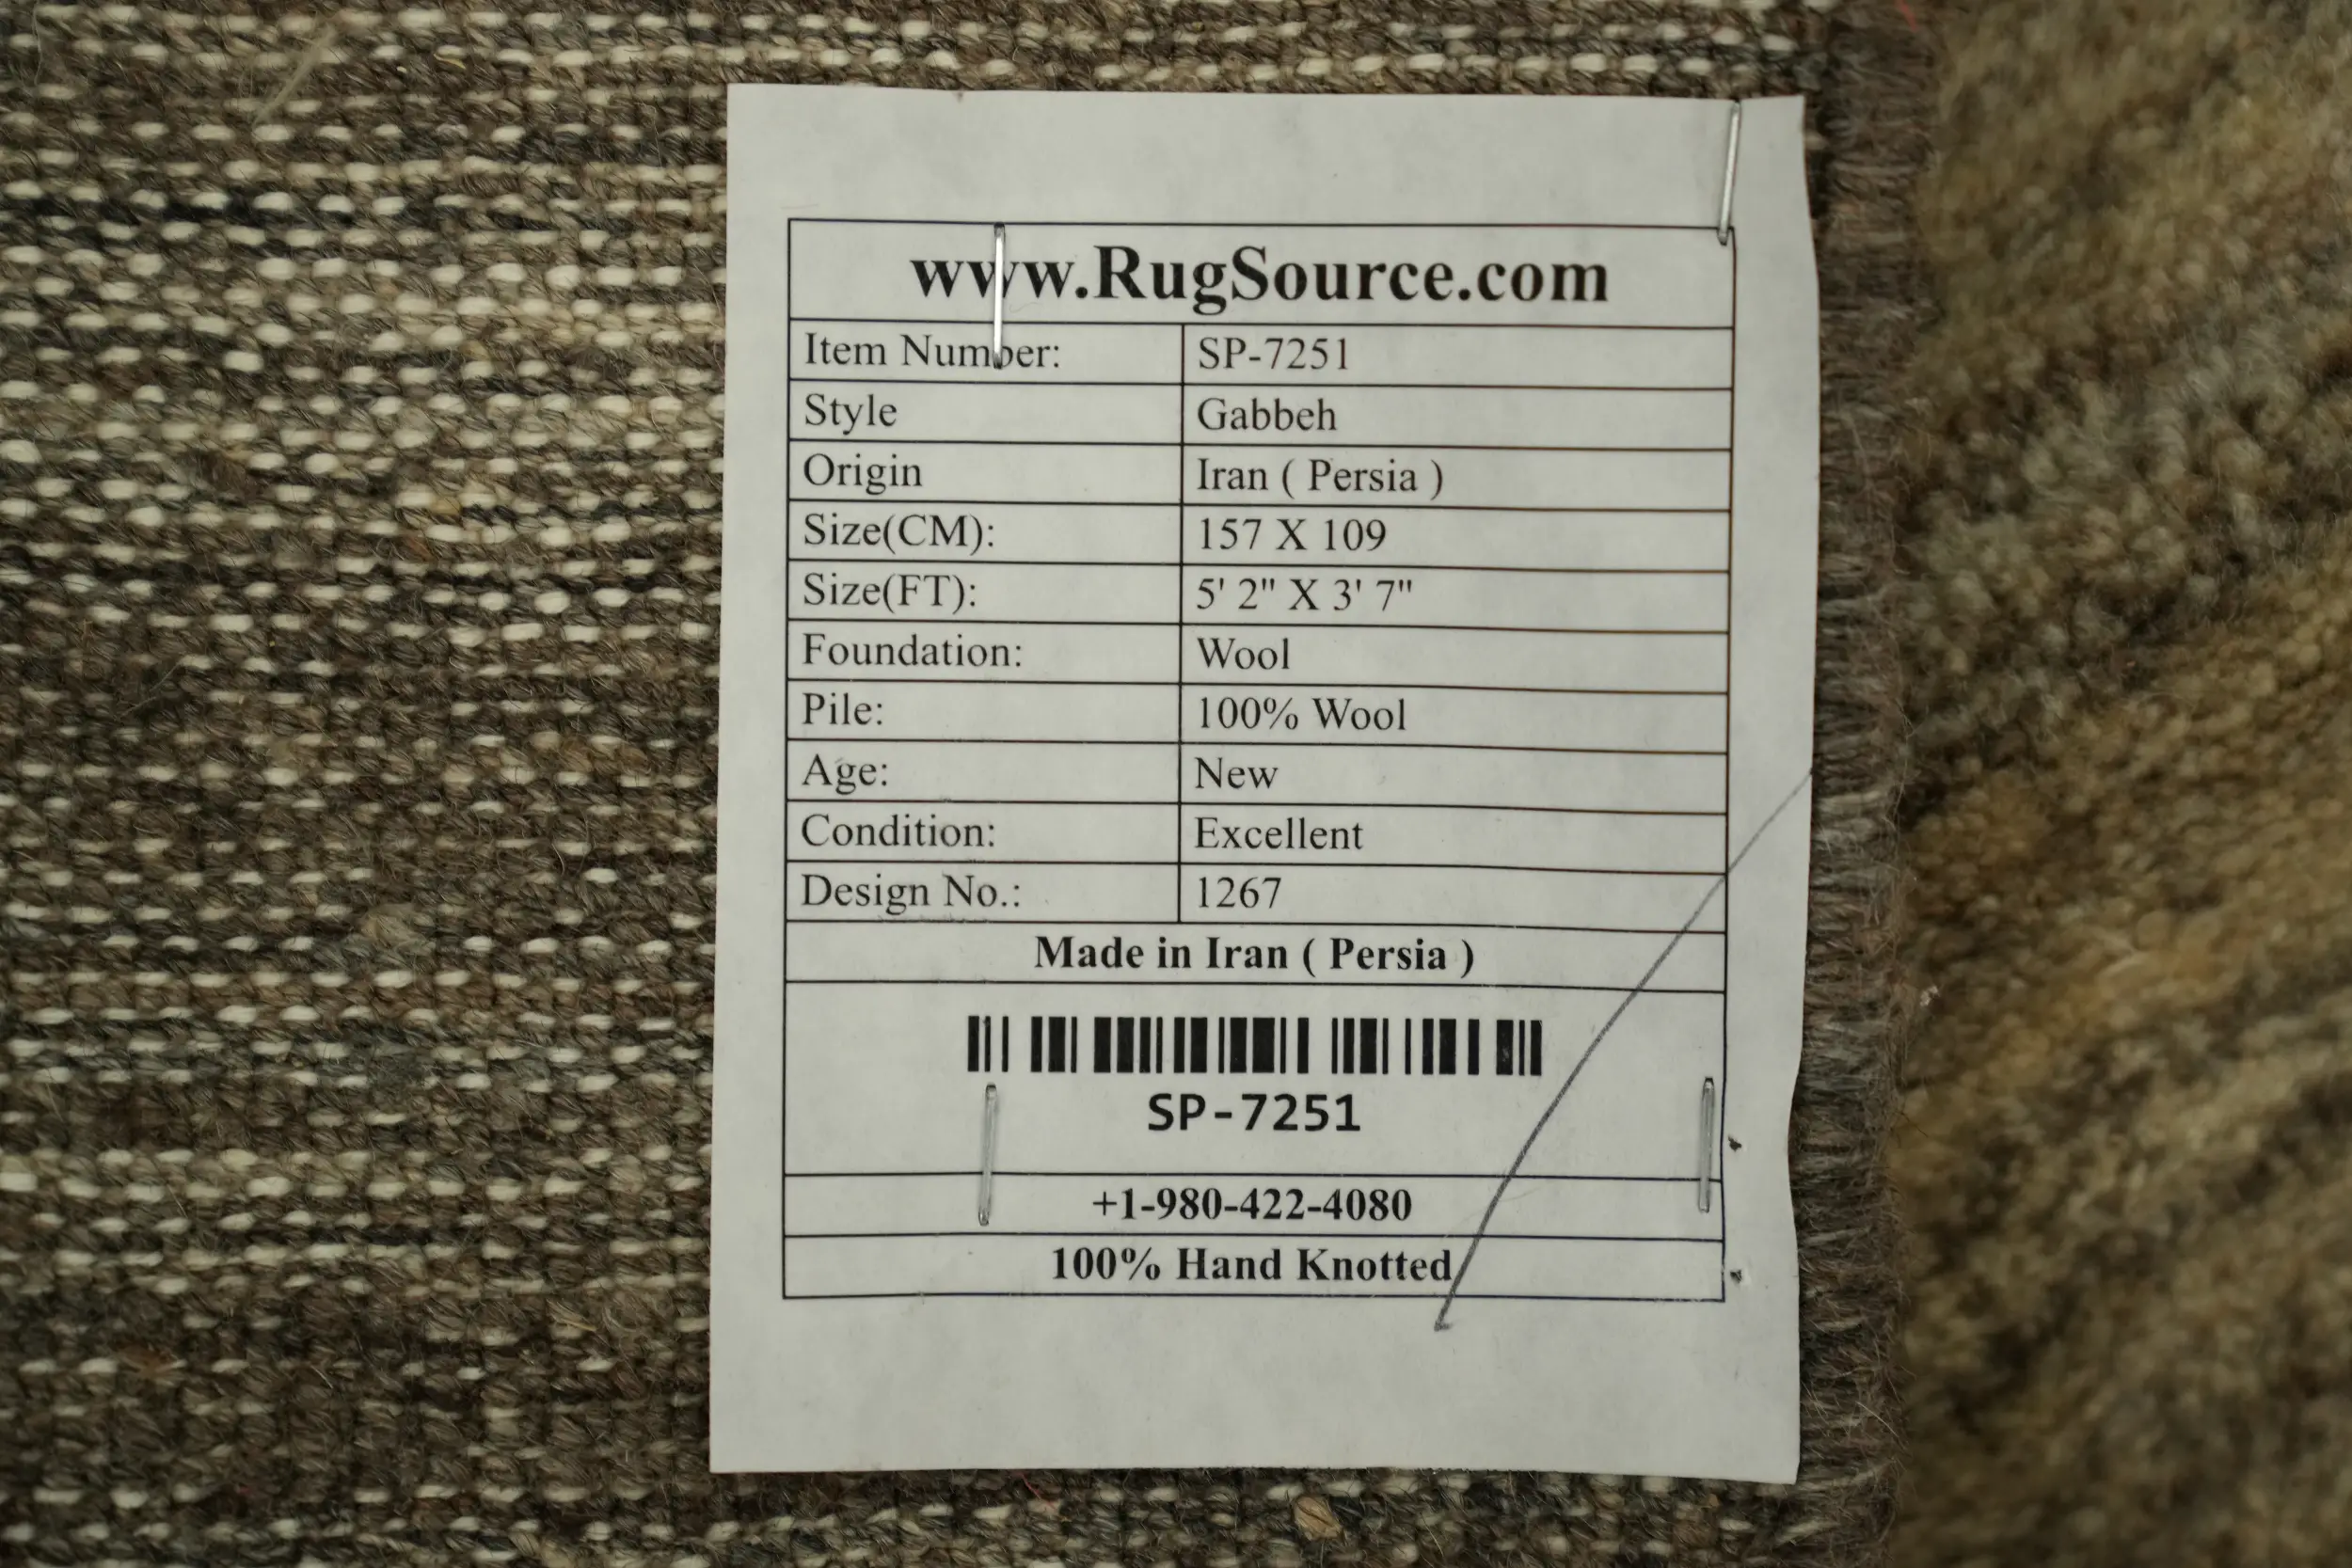 www.RugSource.com
Item Number: SP-7251
Style Gabbeh
Origin Iran ( Persia )
Size(CM): 157 X 109
Size(FT): 5' 2" X 3' 7"
Foundation: Wool
Pile: 100% Wool
Age: New
Condition: Excellent
Design No.: 1267
Made in Iran ( Persia )
SP-7251
+1-980-422-4080
100% Hand Knotted